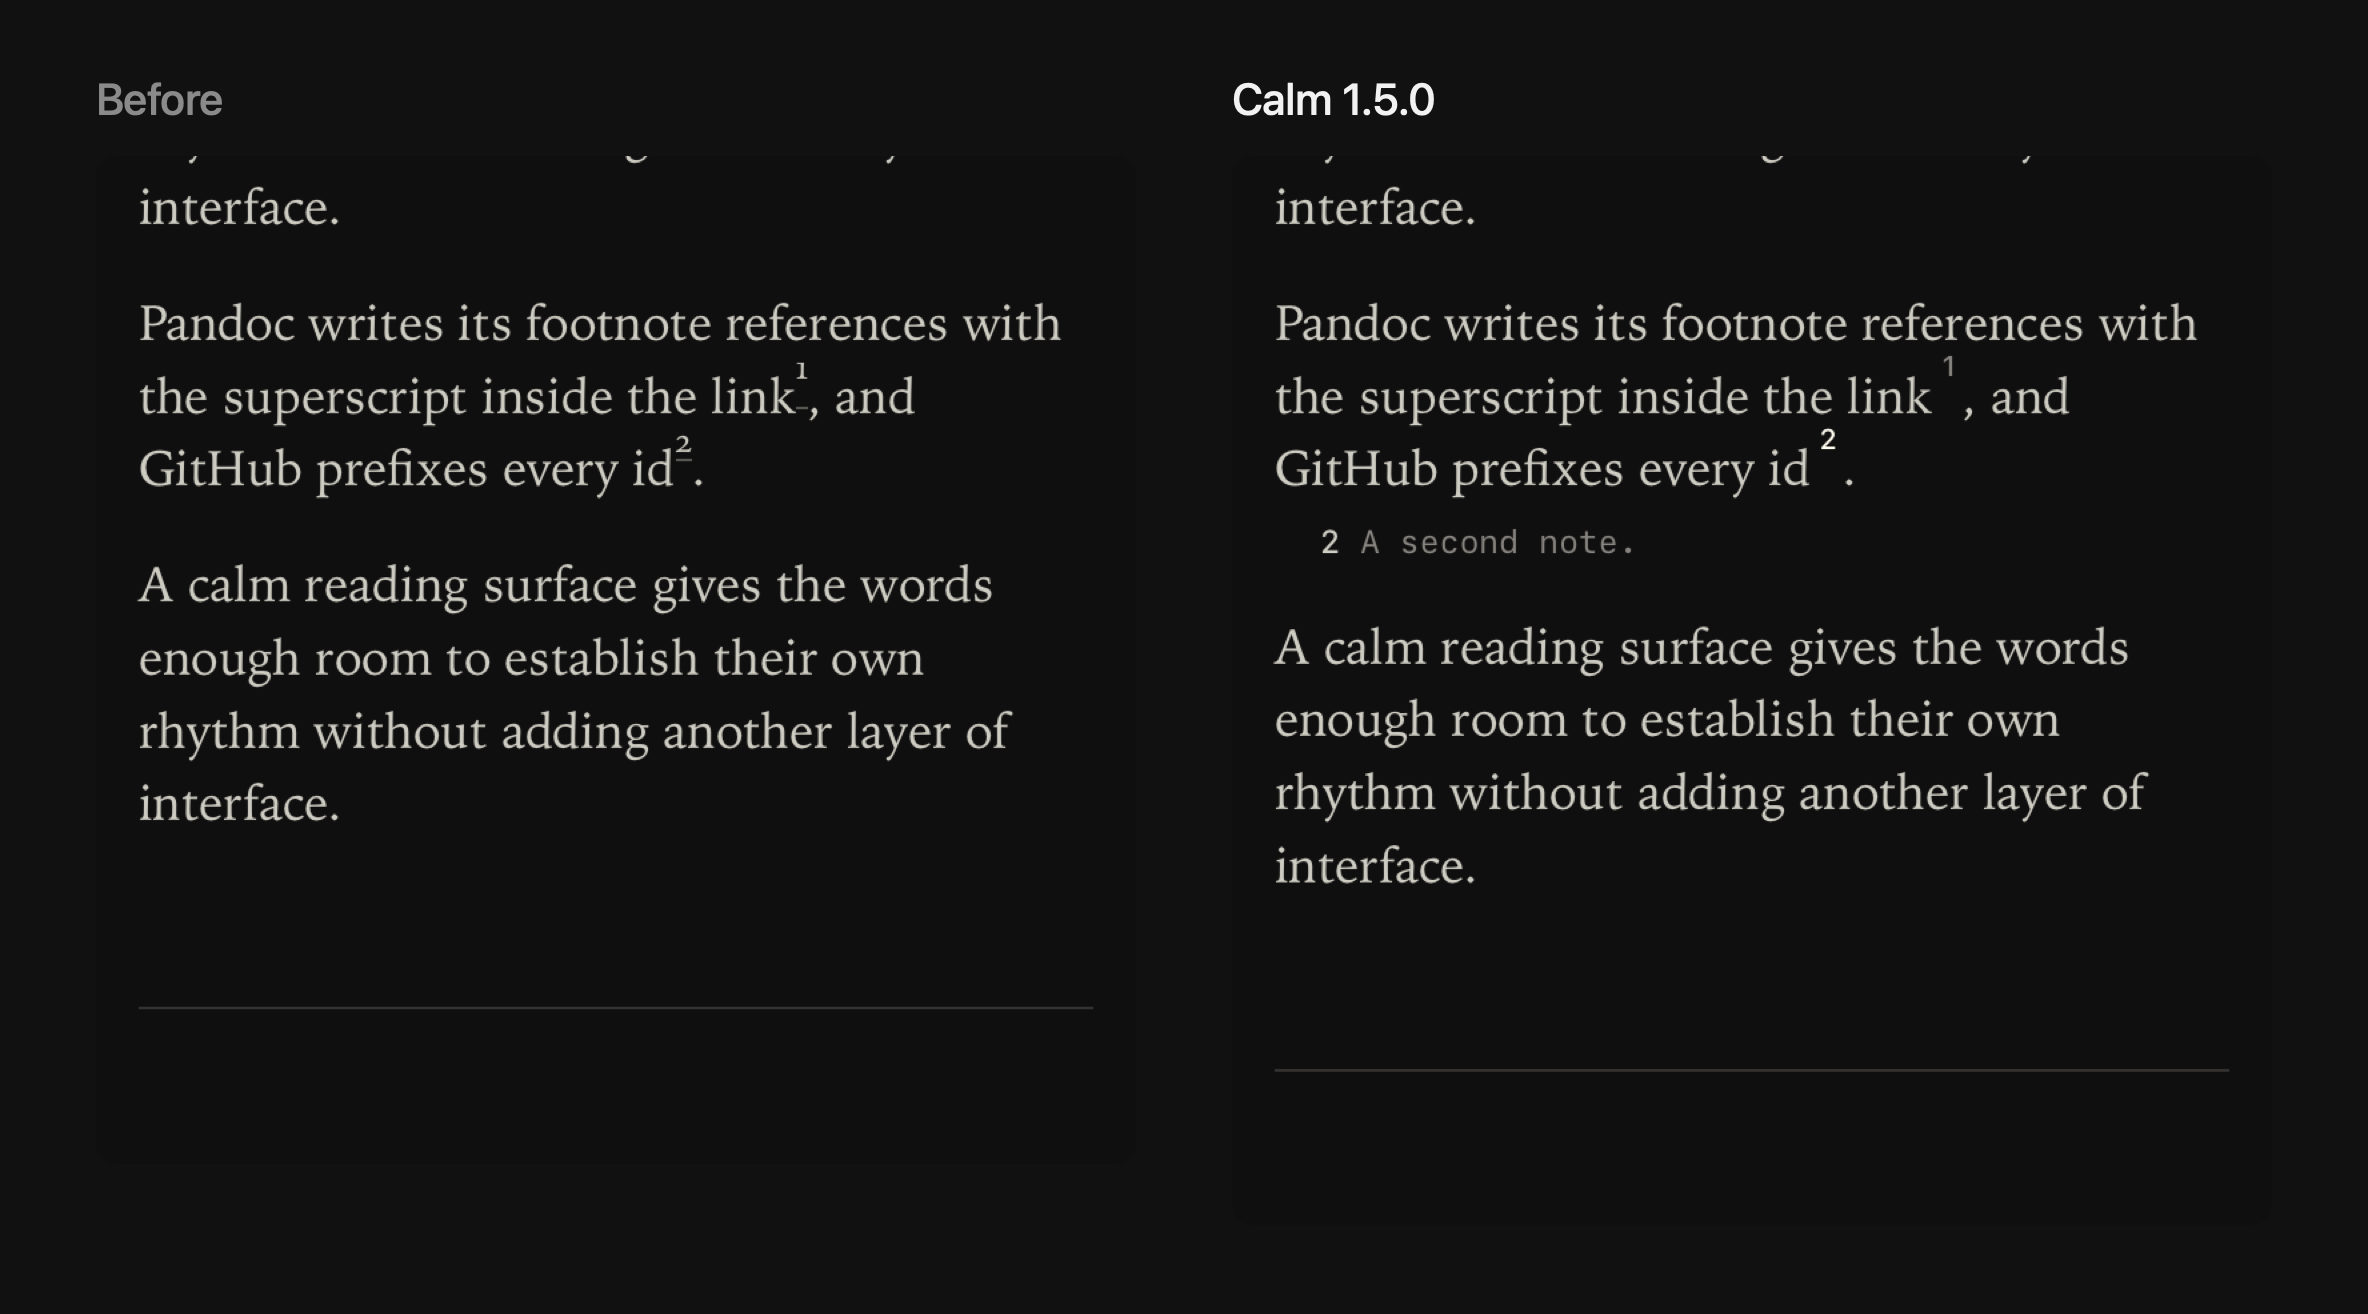 Before
interface.
Pandoc writes its footnote references with
the superscript inside the link¹, and
GitHub prefixes every id².
A calm reading surface gives the words
enough room to establish their own
rhythm without adding another layer of
interface.
Calm 1.5.0
interface.
Pandoc writes its footnote references with
the superscript inside the link ¹ , and
GitHub prefixes every id ² .
2 A second note.
A calm reading surface gives the words
enough room to establish their own
rhythm without adding another layer of
interface.